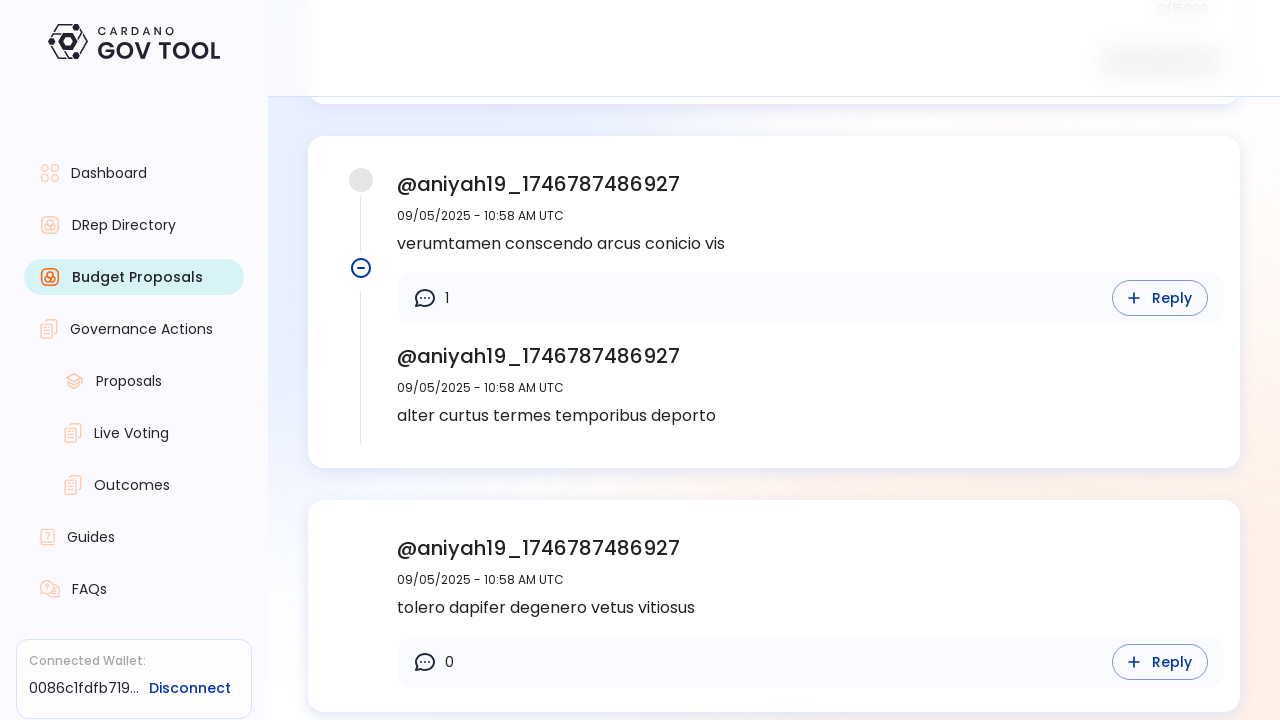 CARDANO
GOV TOOL
0/15000
Dashboard
DRep Directory
Budget Proposals
Governance Actions
Proposals
Live Voting
Outcomes
Guides
FAQs
Connected Wallet:
0086c1fdfb719... Disconnect
@aniyah19_1746787486927
09/05/2025 - 10:58 AM UTC
verumtamen conscendo arcus conicio vis
1 Reply
@aniyah19_1746787486927
09/05/2025 - 10:58 AM UTC
alter curtus termes temporibus deporto
@aniyah19_1746787486927
09/05/2025 - 10:58 AM UTC
tolero dapifer degenero vetus vitiosus
0 Reply